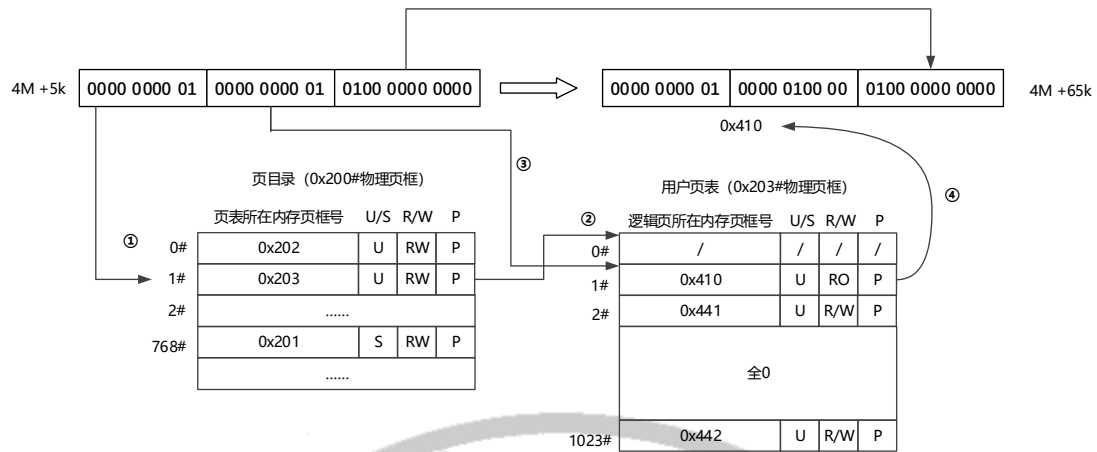 4M +5k 0000 0000 01 0000 0000 01 0100 0000 0000 0000 0000 01 0000 0100 00 0100 0000 0000 4M +65k
0x410
③
页目录（0x200#物理页框） 用户页表（0x203#物理页框） ④
① 页表所在内存页框号 U/S R/W P ② 逻辑页所在内存页框号 U/S R/W P
0# 0x202 U RW P 0# / / / /
1# 0x203 U RW P 1# 0x410 U RO P
2# …… 2# 0x441 U R/W P
768# 0x201 S RW P
…… 全0
1023# 0x442 U R/W P